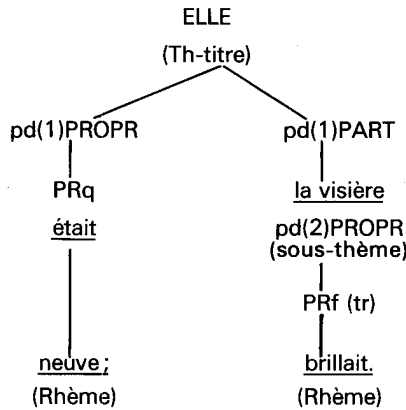 ELLE
(Th-titre)
pd(1)PROPR
pd(1)PART
PRq
la visière
était
pd(2)PROPR
(sous-thème)
PRf (tr)
neuve;
brillait.
(Rhème)
(Rhème)